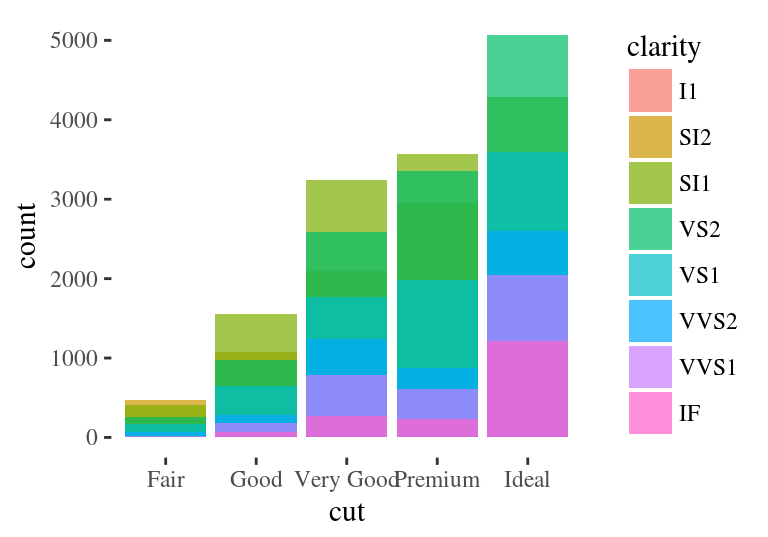 5000
4000
3000
2000
1000
0
count
Fair
Good
Very Good
Premium
Ideal
cut
clarity
I1
SI2
SI1
VS2
VS1
VVS2
VVS1
IF